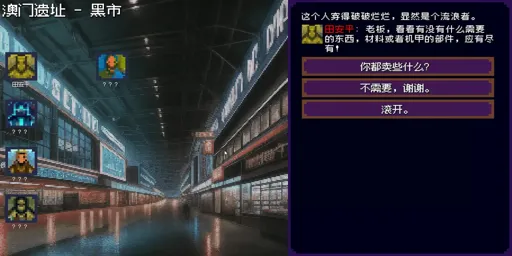 澳门遗址 - 黑市
田宏平
? ? ?
? ? ?
? ? ?
? ? ?
这个人穿得破破烂烂，显然是个流浪者。
田宏平：老板，看看有没有什么需要的东西，材料或者机甲的部件，应有尽有！
你都卖些什么？
不需要，谢谢。
滚开。